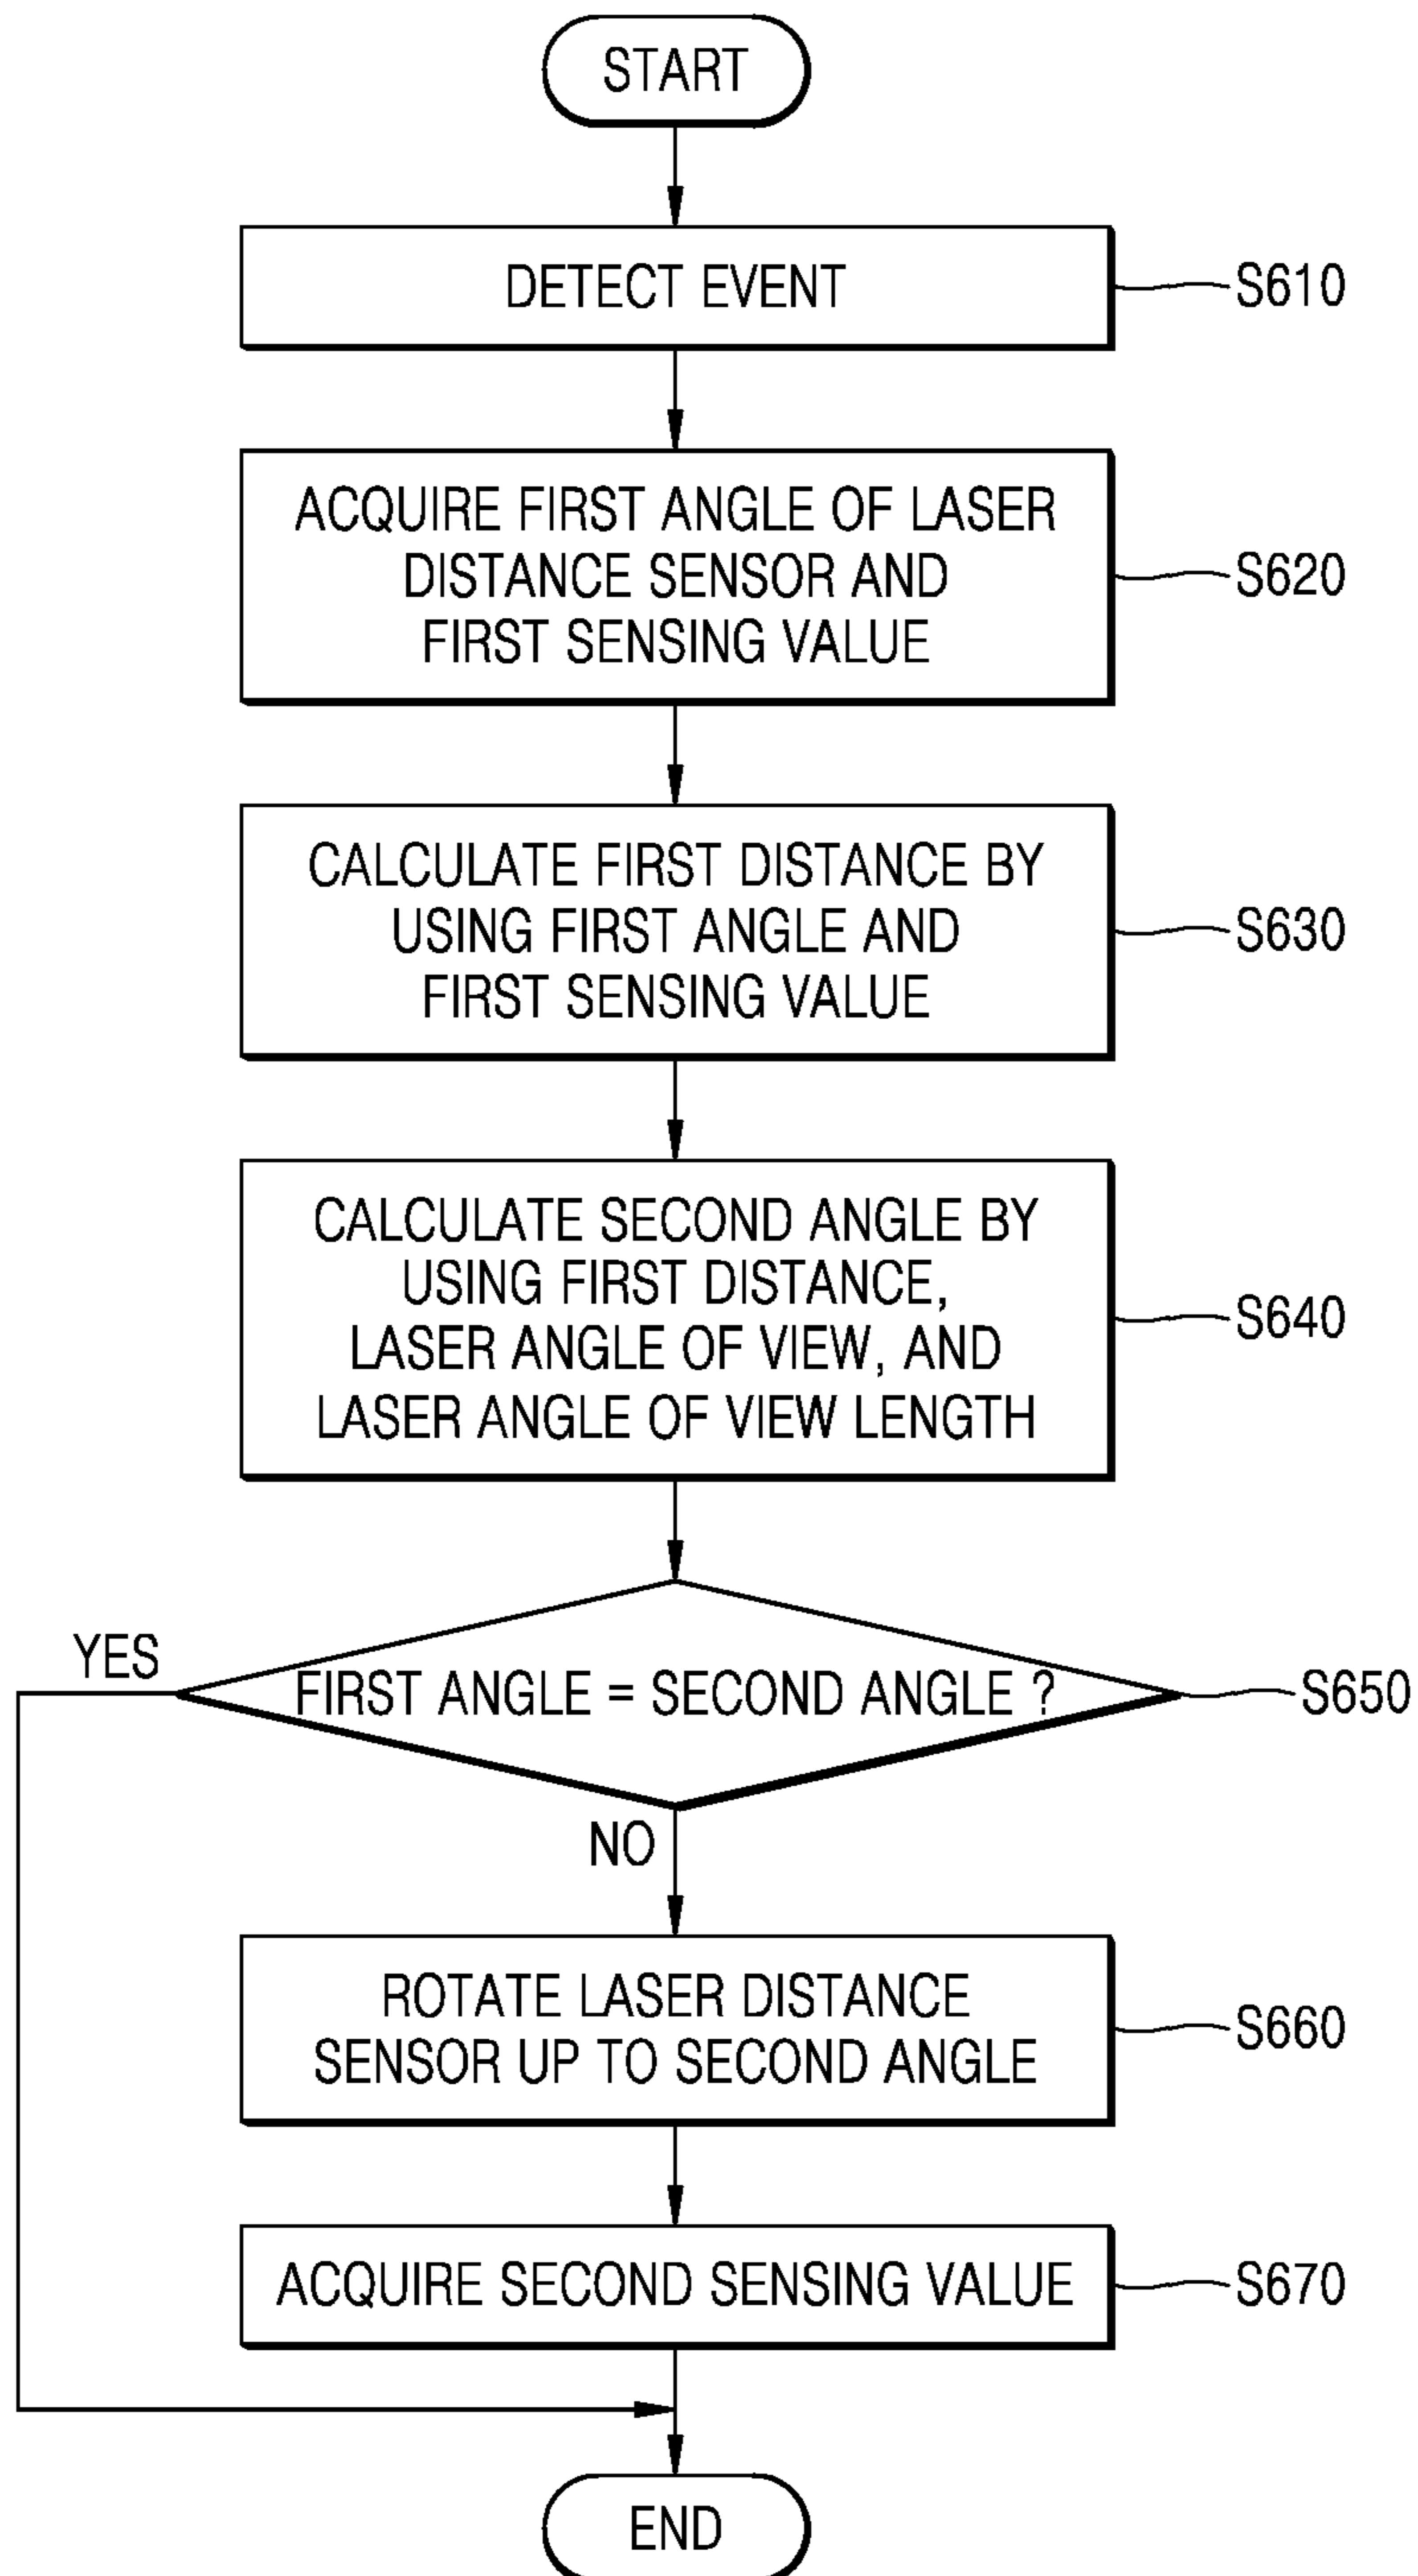 START
DETECT EVENT
S610
ACQUIRE FIRST ANGLE OF LASER
DISTANCE SENSOR AND
FIRST SENSING VALUE
S620
CALCULATE FIRST DISTANCE BY
USING FIRST ANGLE AND
FIRST SENSING VALUE
S630
CALCULATE SECOND ANGLE BY
USING FIRST DISTANCE,
LASER ANGLE OF VIEW, AND
LASER ANGLE OF VIEW LENGTH
S640
YES
FIRST ANGLE = SECOND ANGLE ?
S650
NO
ROTATE LASER DISTANCE
SENSOR UP TO SECOND ANGLE
S660
ACQUIRE SECOND SENSING VALUE
S670
END